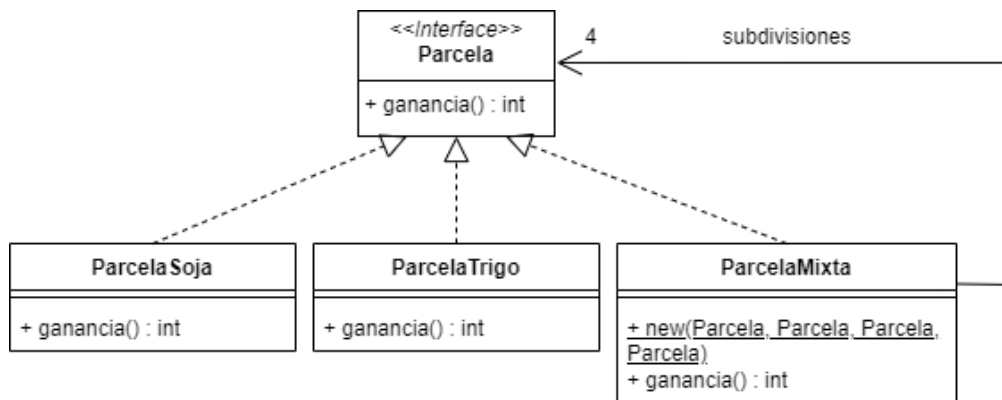 <<Interface>>
Parcela
4
subdivisiones
+ ganancia() : int
ParcelaSoja
ParcelaTrigo
ParcelaMixta
+ ganancia() : int
+ ganancia() : int
+ new(Parcela, Parcela, Parcela,
Parcela)
+ ganancia() : int